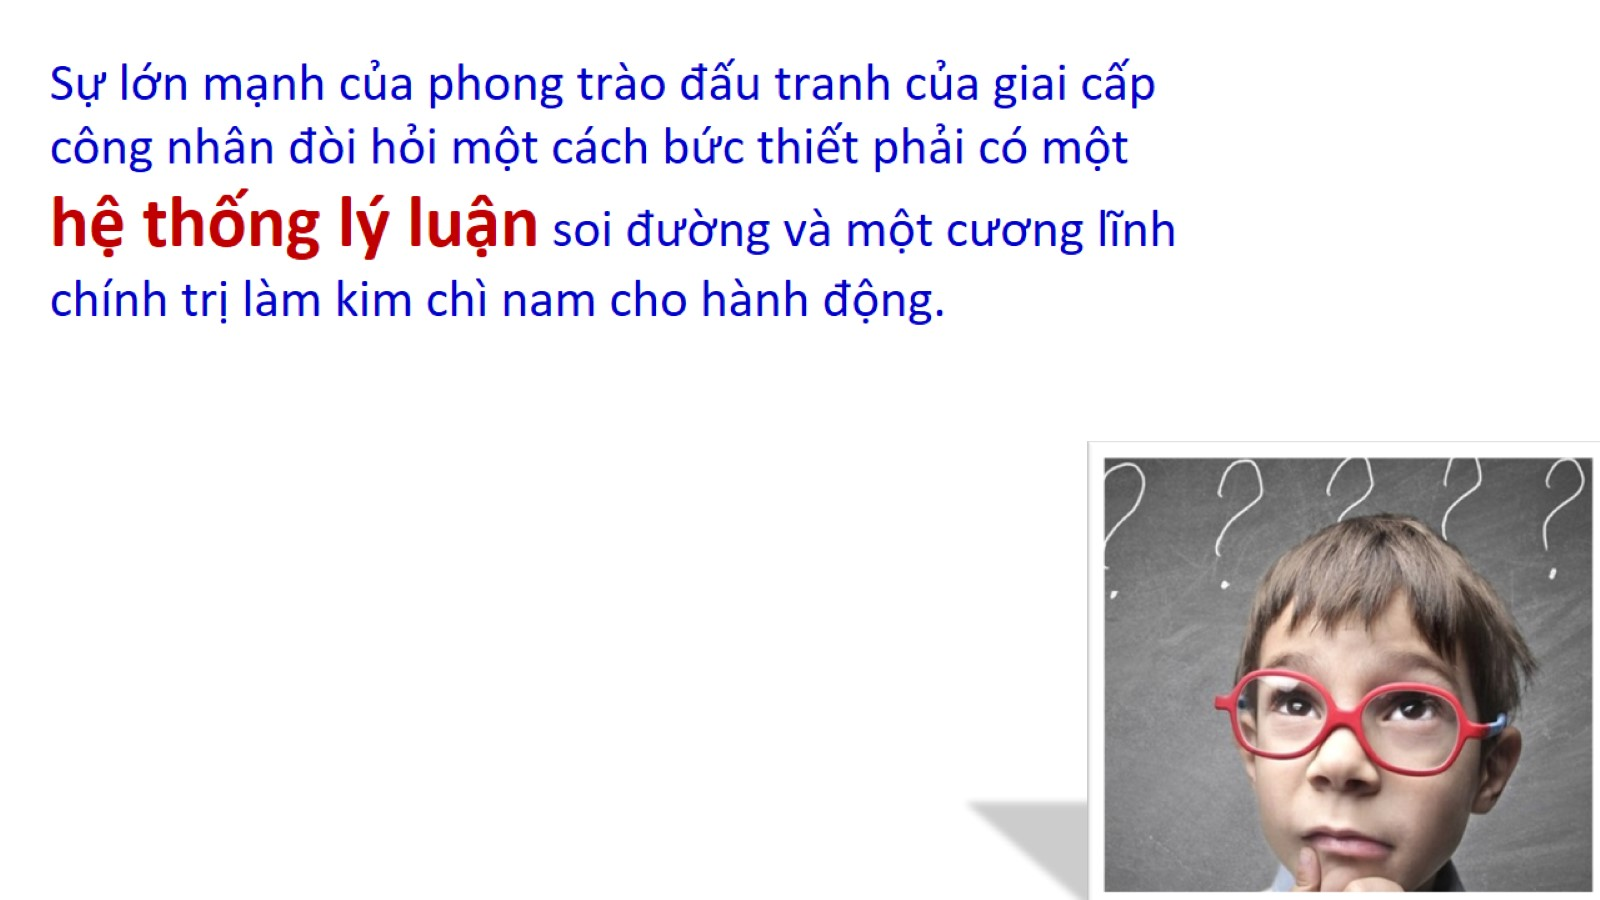 Sự lớn mạnh của phong trào đấu tranh của giai cấp
công nhân đòi hỏi một cách bức thiết phải có một
hệ thống lý luận soi đường và một cương lĩnh
chính trị làm kim chì nam cho hành động.
? ? ? ? ?